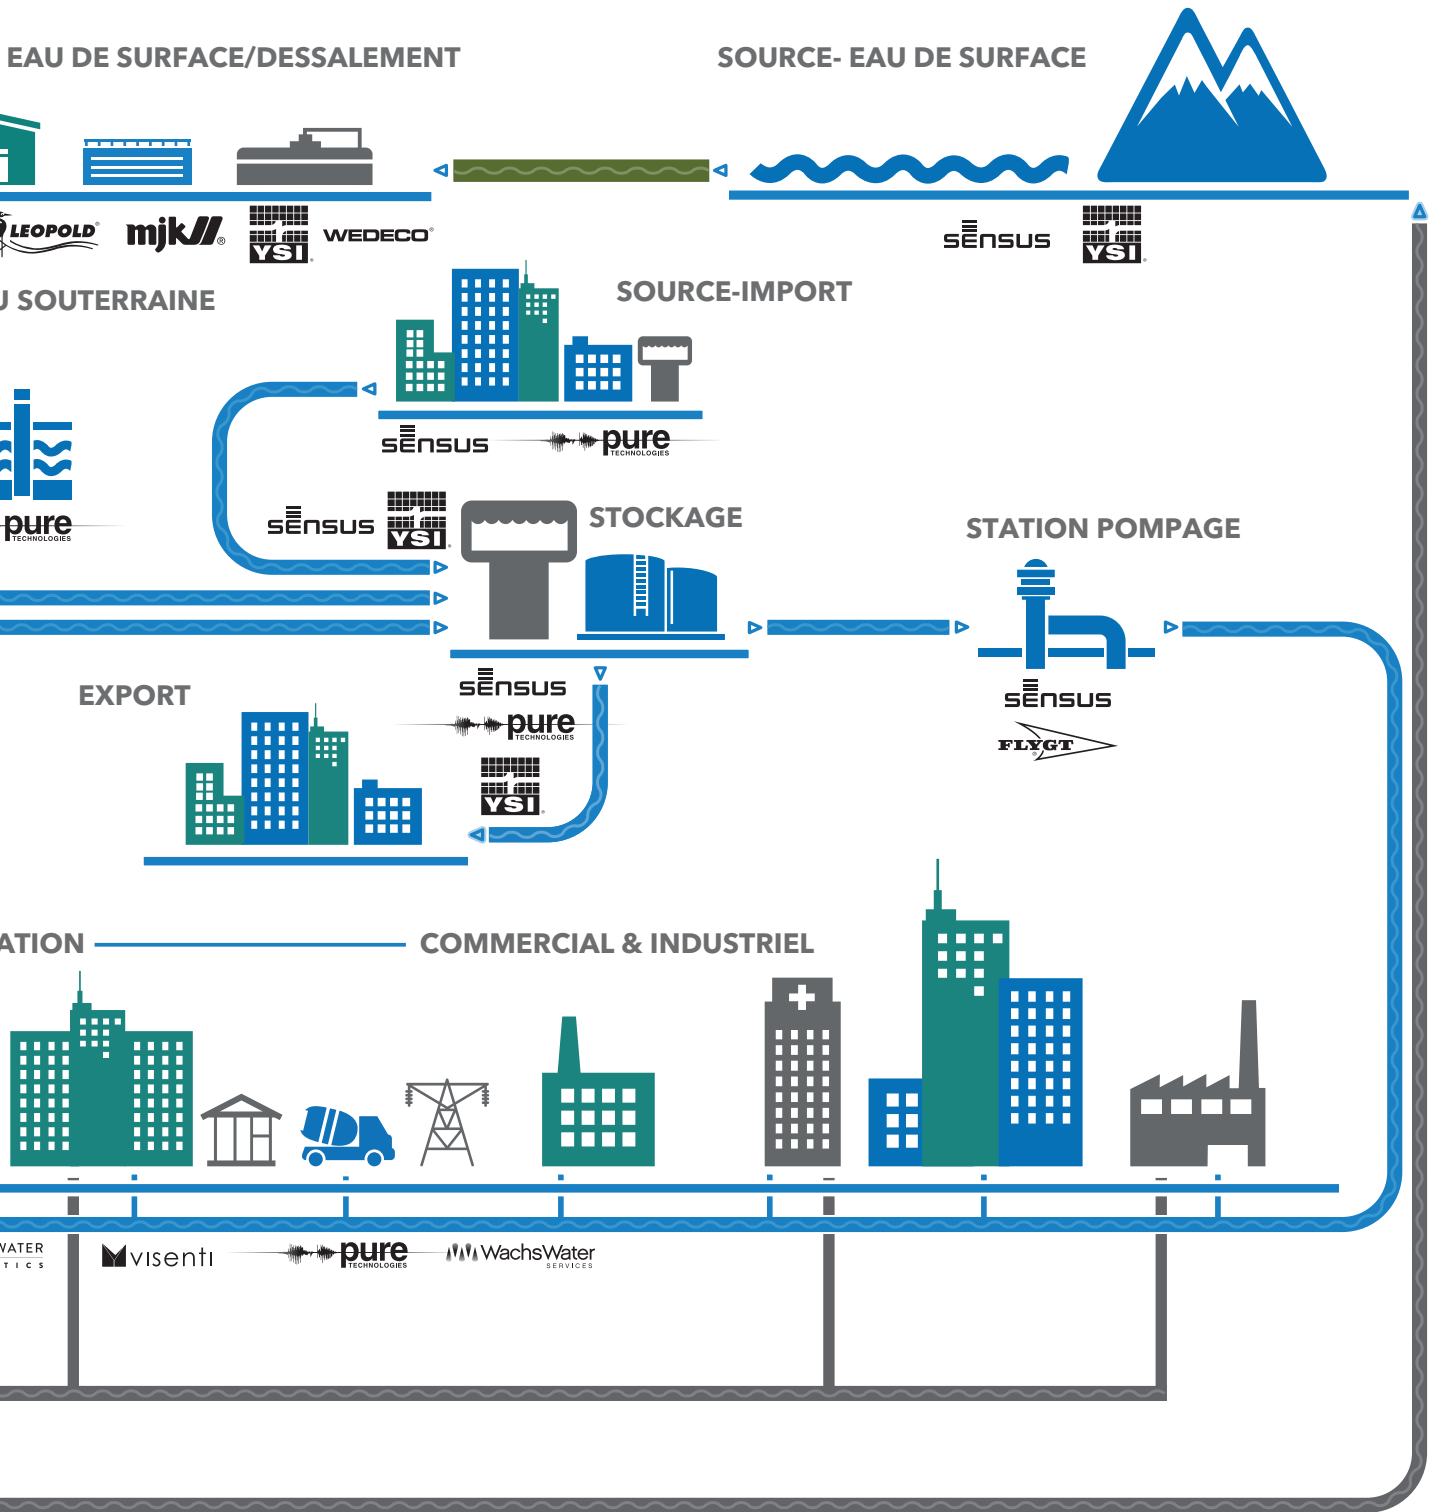 EAU DE SURFACE/DESSALEMENT
SOURCE- EAU DE SURFACE
LEOPOLD®
mjk®
YSI
WEDECO®
sensus
YSI
U SOUTERRAINE
SOURCE-IMPORT
sensus
pure
TECHNOLOGIES
pure
TECHNOLOGIES
sensus
YSI
STOCKAGE
STATION POMPAGE
sensus
pure
TECHNOLOGIES
YSI
sensus
FLYGT®
EXPORT
ATION
COMMERCIAL & INDUSTRIEL
WATER
TICS
visenti
pure
TECHNOLOGIES
WachsWater
SERVICES